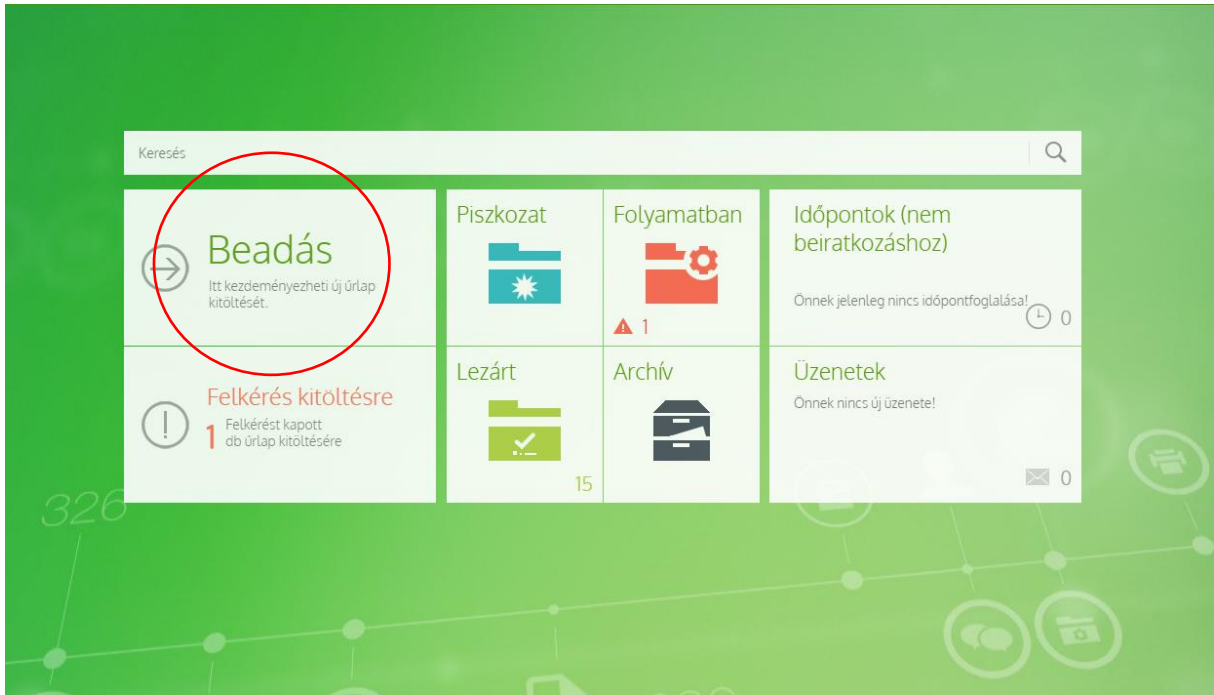 Keresés
Beadás
Itt kezdeményezheti új űrlap
kitöltését.
Piszkozat
Folyamatban
1
Időpontok (nem
beiratkozáshoz)
Önnek jelenleg nincs időpontfoglalása!
0
Felkérés kitöltésre
1 Felkérést kapott
db űrlap kitöltésére
Lezárt
15
Archív
Üzenetek
Önnek nincs új üzenete!
0
326